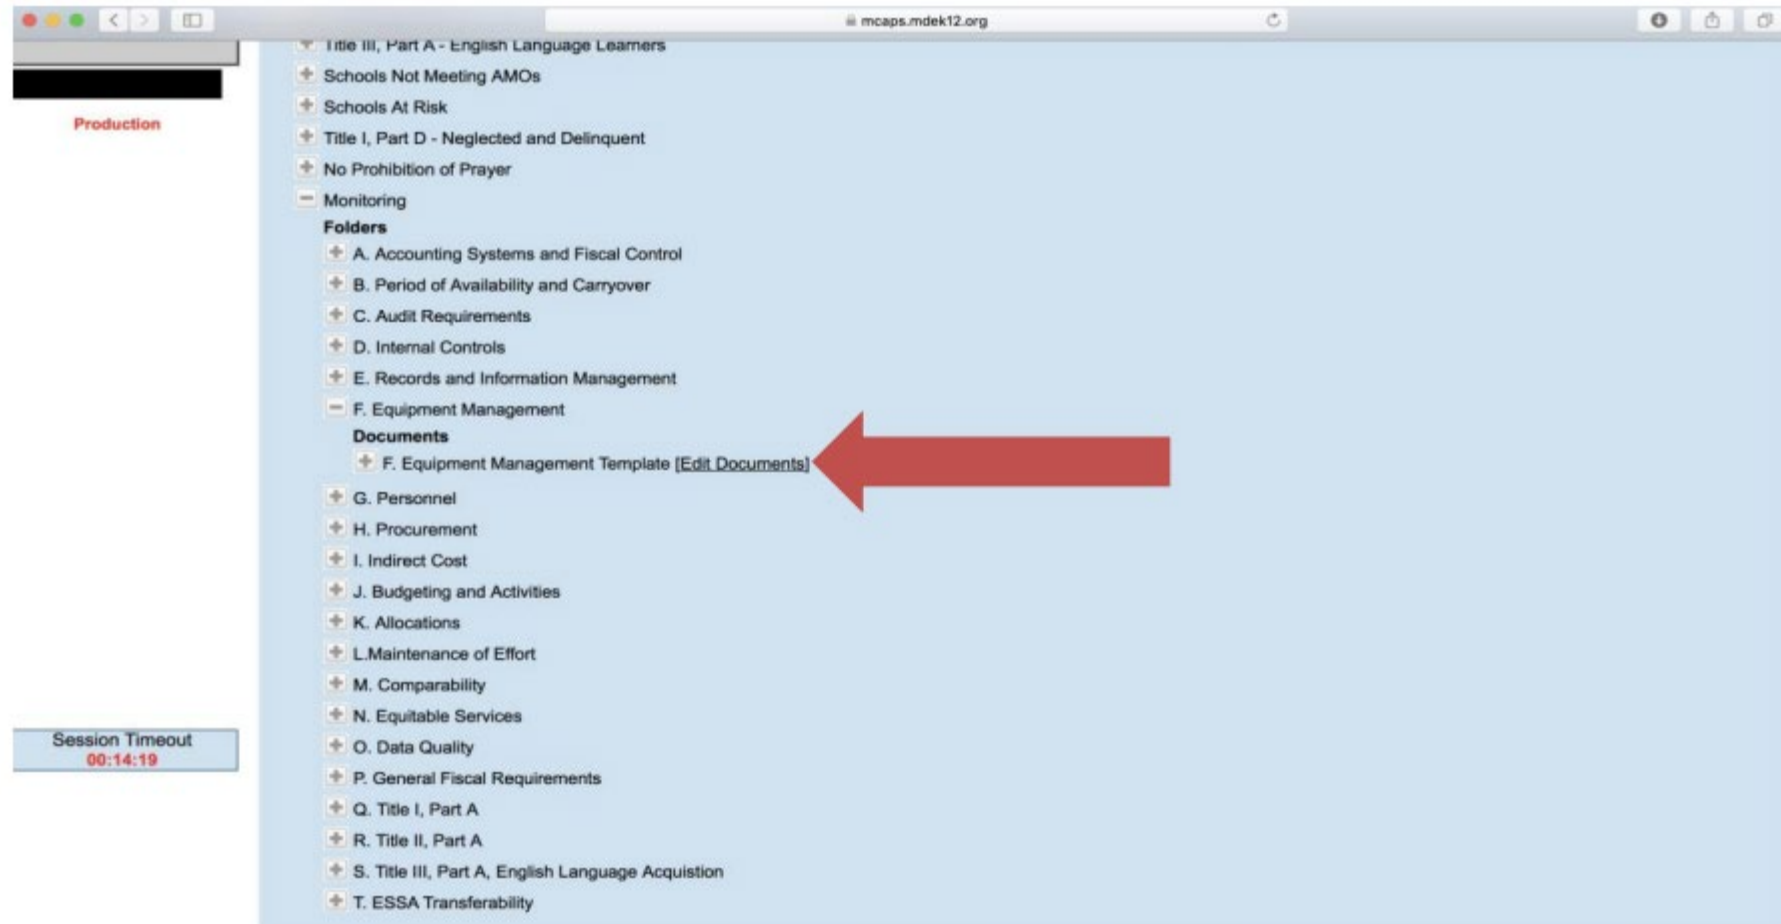 mcaps.mdek12.org
Title III, Part A - English Language Learners
Schools Not Meeting AMOs
Schools At Risk
Production
Title I, Part D - Neglected and Delinquent
No Prohibition of Prayer
Monitoring
Folders
A. Accounting Systems and Fiscal Control
B. Period of Availability and Carryover
C. Audit Requirements
D. Internal Controls
E. Records and Information Management
F. Equipment Management
Documents
F. Equipment Management Template [Edit Documents]
G. Personnel
H. Procurement
I. Indirect Cost
J. Budgeting and Activities
K. Allocations
L.Maintenance of Effort
M. Comparability
N. Equitable Services
Session Timeout
00:14:19
O. Data Quality
P. General Fiscal Requirements
Q. Title I, Part A
R. Title II, Part A
S. Title III, Part A, English Language Acquistion
T. ESSA Transferability